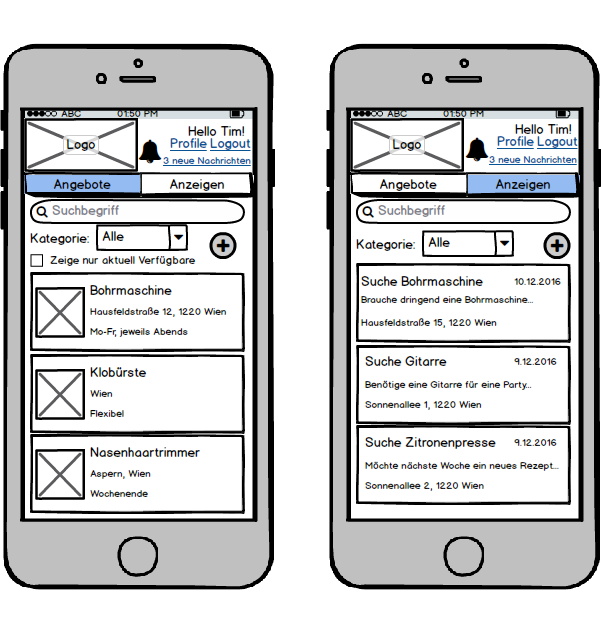 ABC 01:50 PM
Logo
Hello Tim!
Profile Logout
3 neue Nachrichten
Angebote Anzeigen
Suchbegriff
Kategorie: Alle
Zeige nur aktuell Verfügbare
Bohrmaschine
Hausfeldstraße 12, 1220 Wien
Mo-Fr, jeweils Abends
Klobürste
Wien
Flexibel
Nasenhaartrimmer
Aspern, Wien
Wochenende
ABC 01:50 PM
Logo
Hello Tim!
Profile Logout
3 neue Nachrichten
Angebote Anzeigen
Suchbegriff
Kategorie: Alle
Suche Bohrmaschine 10.12.2016
Brauche dringend eine Bohrmaschine...
Hausfeldstraße 15, 1220 Wien
Suche Gitarre 9.12.2016
Benötige eine Gitarre für eine Party...
Sonnenallee 1, 1220 Wien
Suche Zitronenpresse 9.12.2016
Möchte nächste Woche ein neues Rezept...
Sonnenallee 2, 1220 Wien